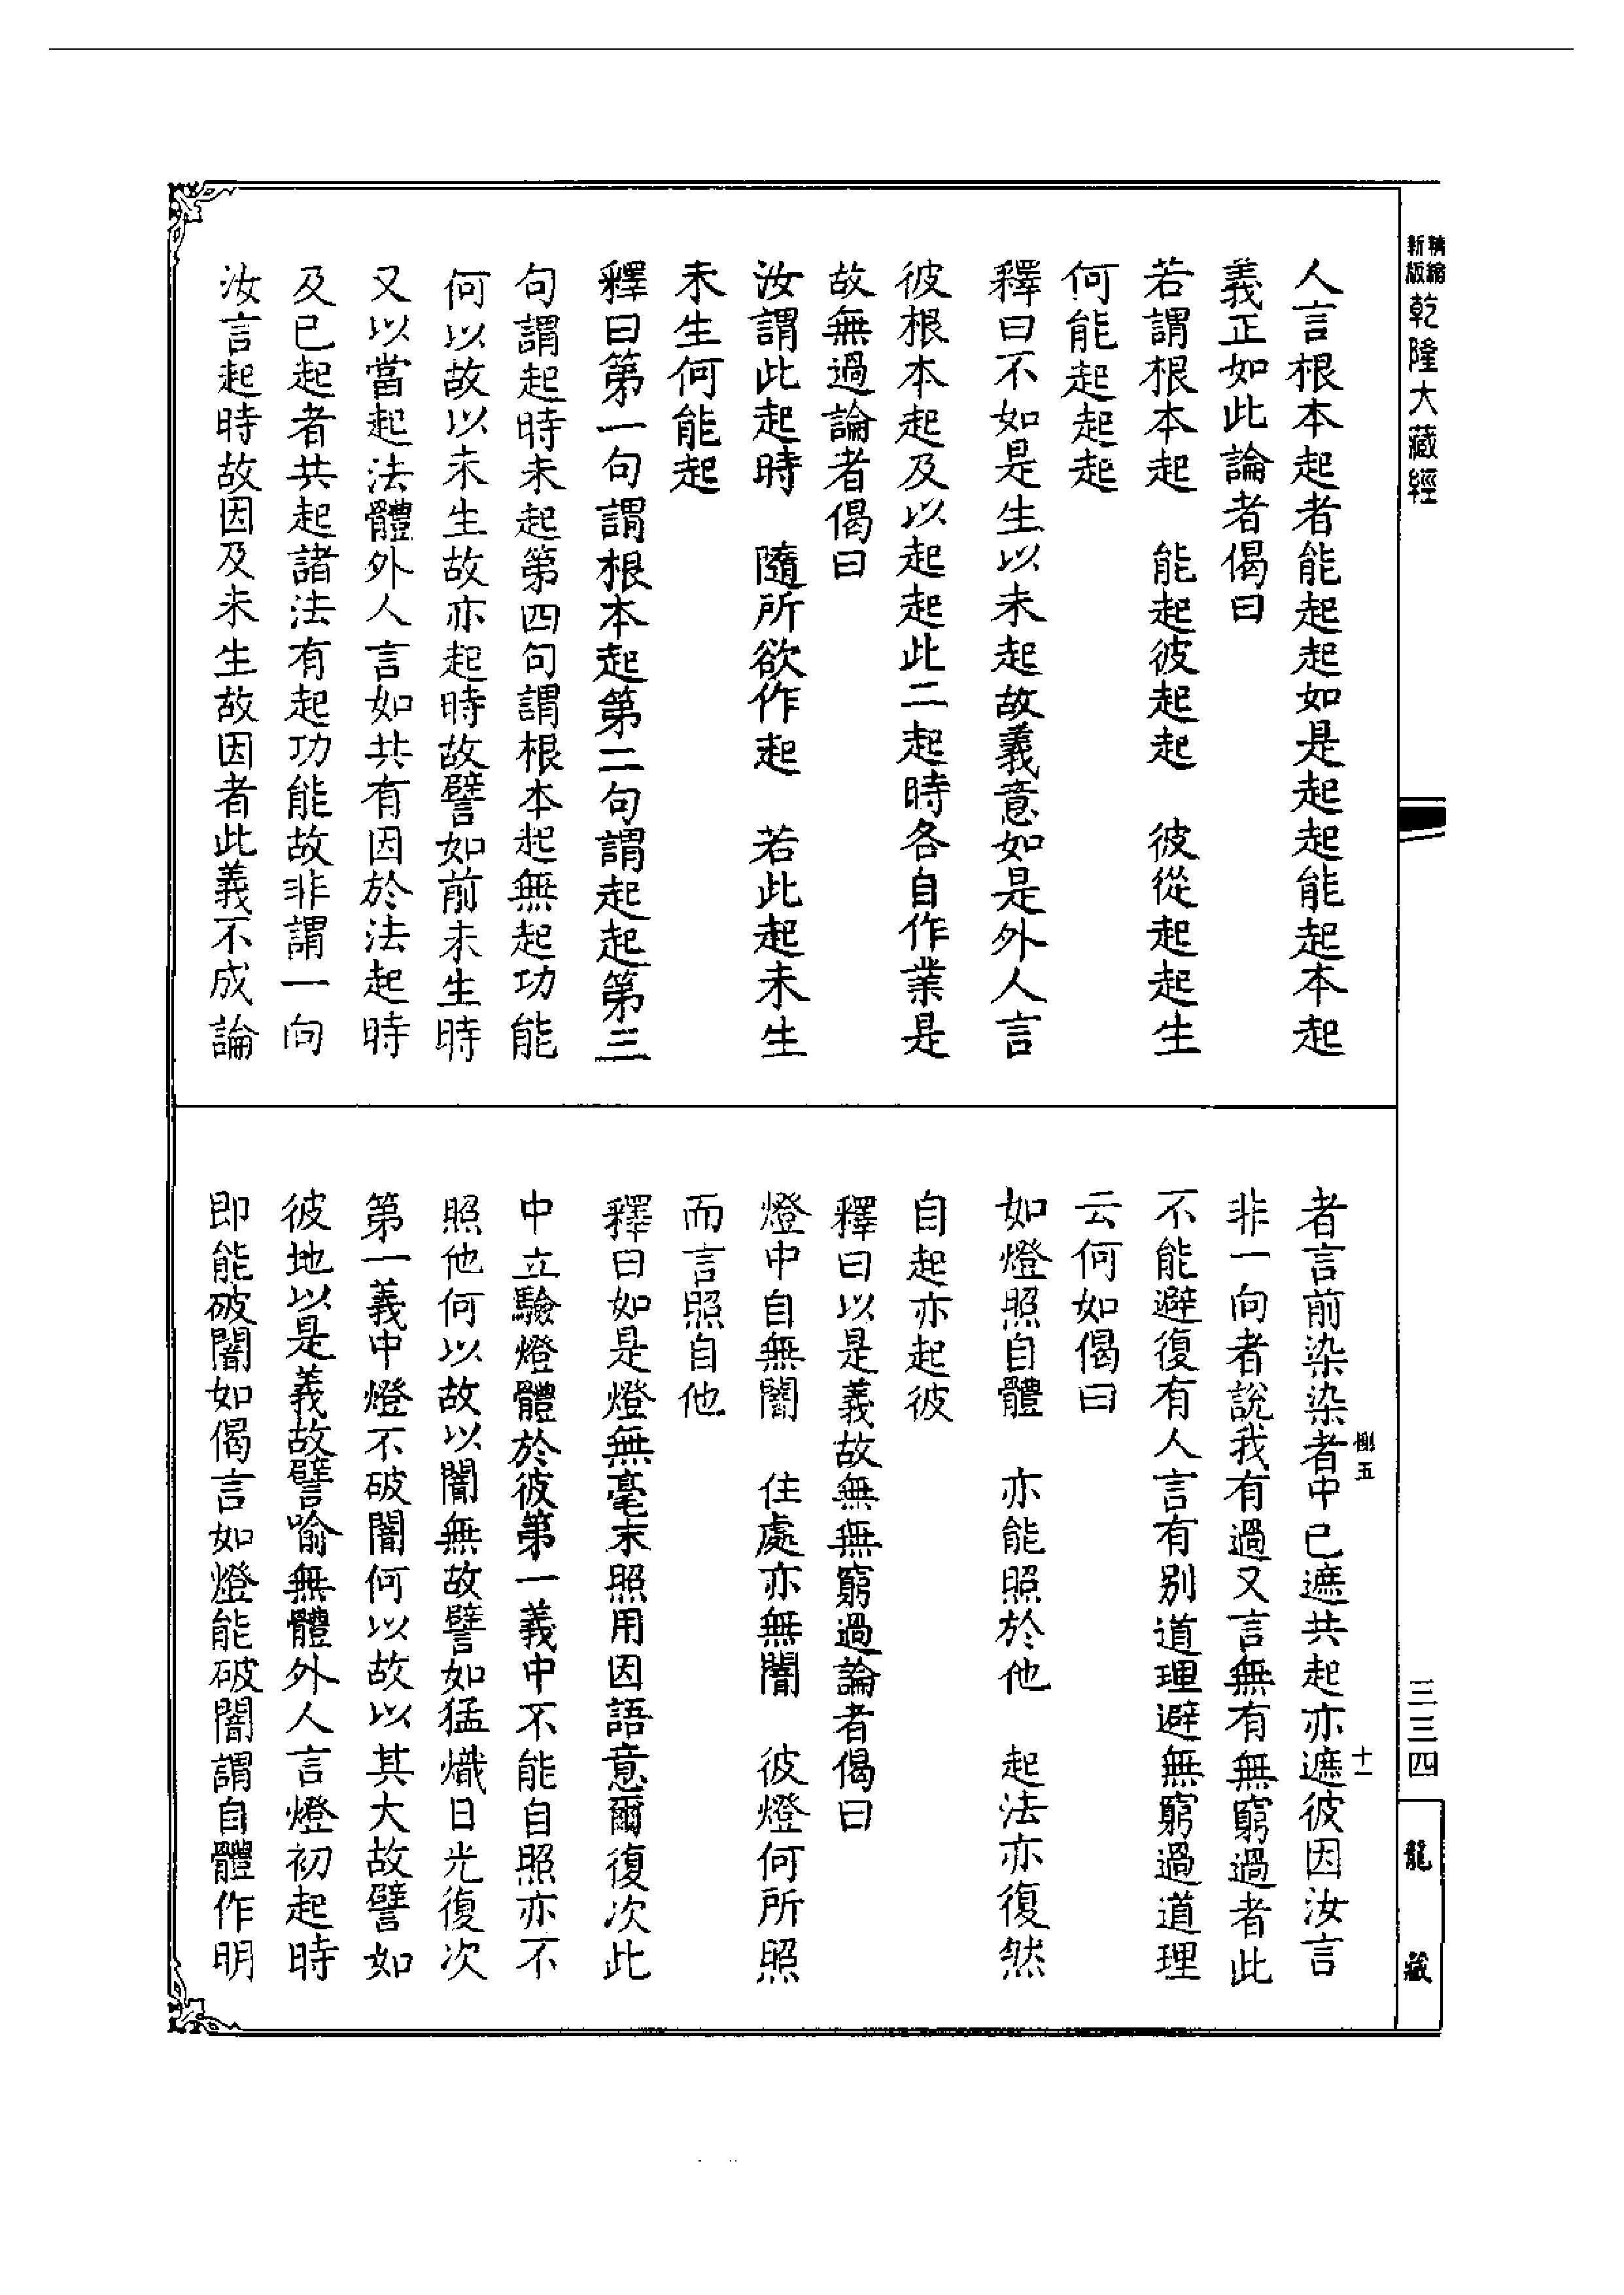 精縮新版乾隆大藏經
人言根本起者能起起如是起起能起本起
義正如此論者偈曰
若謂根本起　能起彼起起　彼從起起生
何能起起起
釋曰不如是生以未起故義意如是外人言
彼根本起及以起起此二起時各自作業是
故無過論者偈曰
汝謂此起時　隨所欲作起　若此起未生
未生何能起
釋曰第一句謂根本起第二句謂起起第三
句謂起時未起第四句謂根本起無起功能
何以故以未生故亦起時故譬如前未生時
又以當起法體外人言如共有因於法起時
及已起者共起諸法有起功能故非謂一向
汝言起時故因及未生故因者此義不成論
者言前染染者中已遮共起亦遮彼因汝言
非一向者說我有過又言無有無窮過者此
不能避復有人言有別道理避無窮過道理
云何如偈曰
如燈照自體　亦能照於他　起法亦復然
自起亦起彼
釋曰以是義故無無窮過論者偈曰
燈中自無闇　住處亦無闇　彼燈何所照
而言照自他
釋曰如是燈無毫末照用因語意爾復次此
中立驗燈體於彼第一義中不能自照亦不
照他何以故以闇無故譬如猛熾日光復次
第一義中燈不破闇何以故以其大故譬如
彼地以是義故譬喻無體外人言燈初起時
即能破闇如偈言如燈能破闇謂自體作明
五
十一
三三四
龍藏